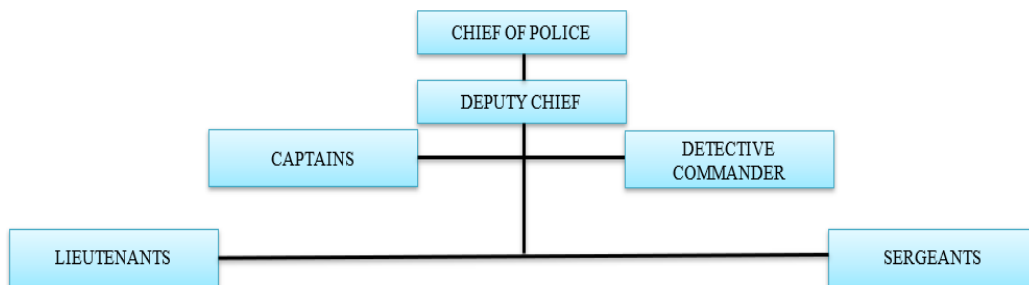 CHIEF OF POLICE
DEPUTY CHIEF
CAPTAINS
DETECTIVE
COMMANDER
LIEUTENANTS
SERGEANTS